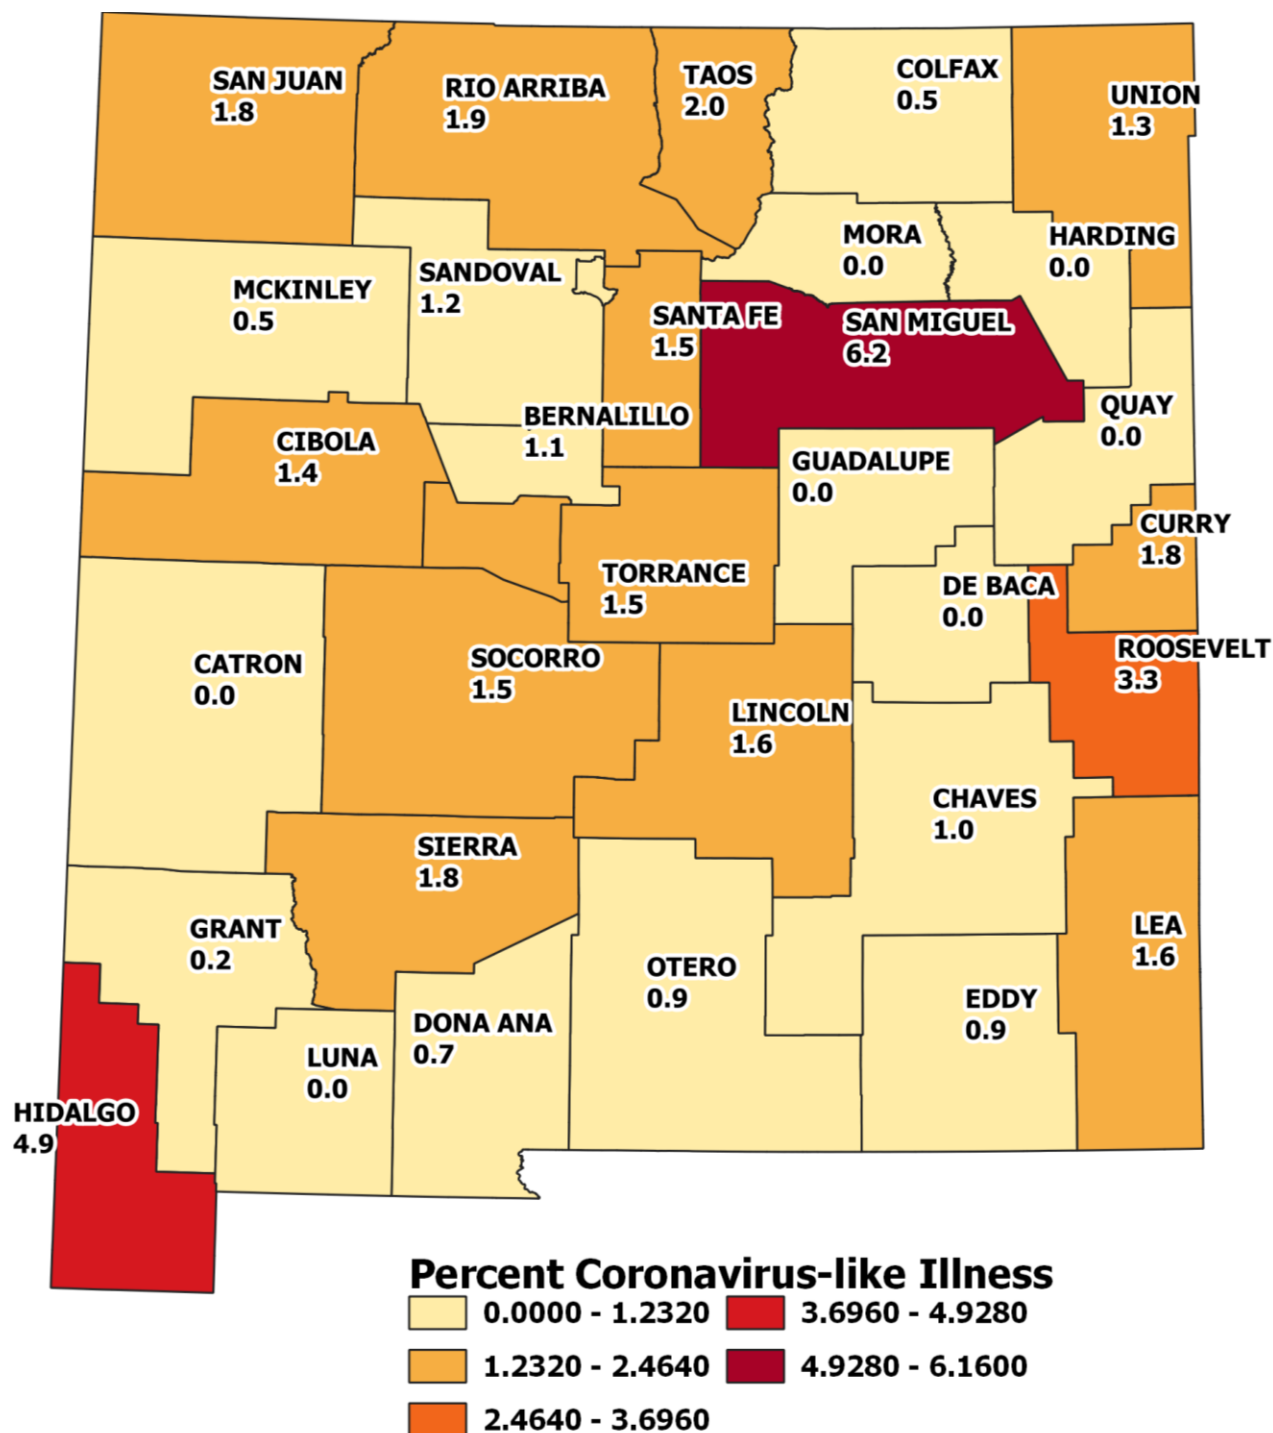 SAN JUAN
1.8
RIO ARRIBA
1.9
TAOS
2.0
COLFAX
0.5
UNION
1.3
MCKINLEY
0.5
SANDOVAL
1.2
SANTA FE
1.5
MORA
0.0
HARDING
0.0
SAN MIGUEL
6.2
CIBOLA
1.4
BERNALILLO
1.1
GUADALUPE
0.0
QUAY
0.0
CURRY
1.8
TORRANCE
1.5
DE BACA
0.0
ROOSEVELT
3.3
CATRON
0.0
SOCORRO
1.5
LINCOLN
1.6
CHAVES
1.0
SIERRA
1.8
GRANT
0.2
OTERO
0.9
LEA
1.6
EDDY
0.9
DONA ANA
0.7
LUNA
0.0
HIDALGO
4.9
Percent Coronavirus-like Illness
0.0000 - 1.2320
1.2320 - 2.4640
2.4640 - 3.6960
3.6960 - 4.9280
4.9280 - 6.1600